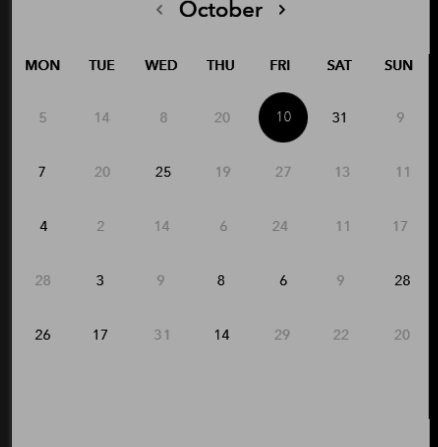 ‹ October ›
MON TUE WED THU FRI SAT SUN
5 14 8 20 10 31 9
7 20 25 19 27 13 11
4 2 14 6 24 11 17
28 3 9 8 6 9 28
26 17 31 14 29 22 20